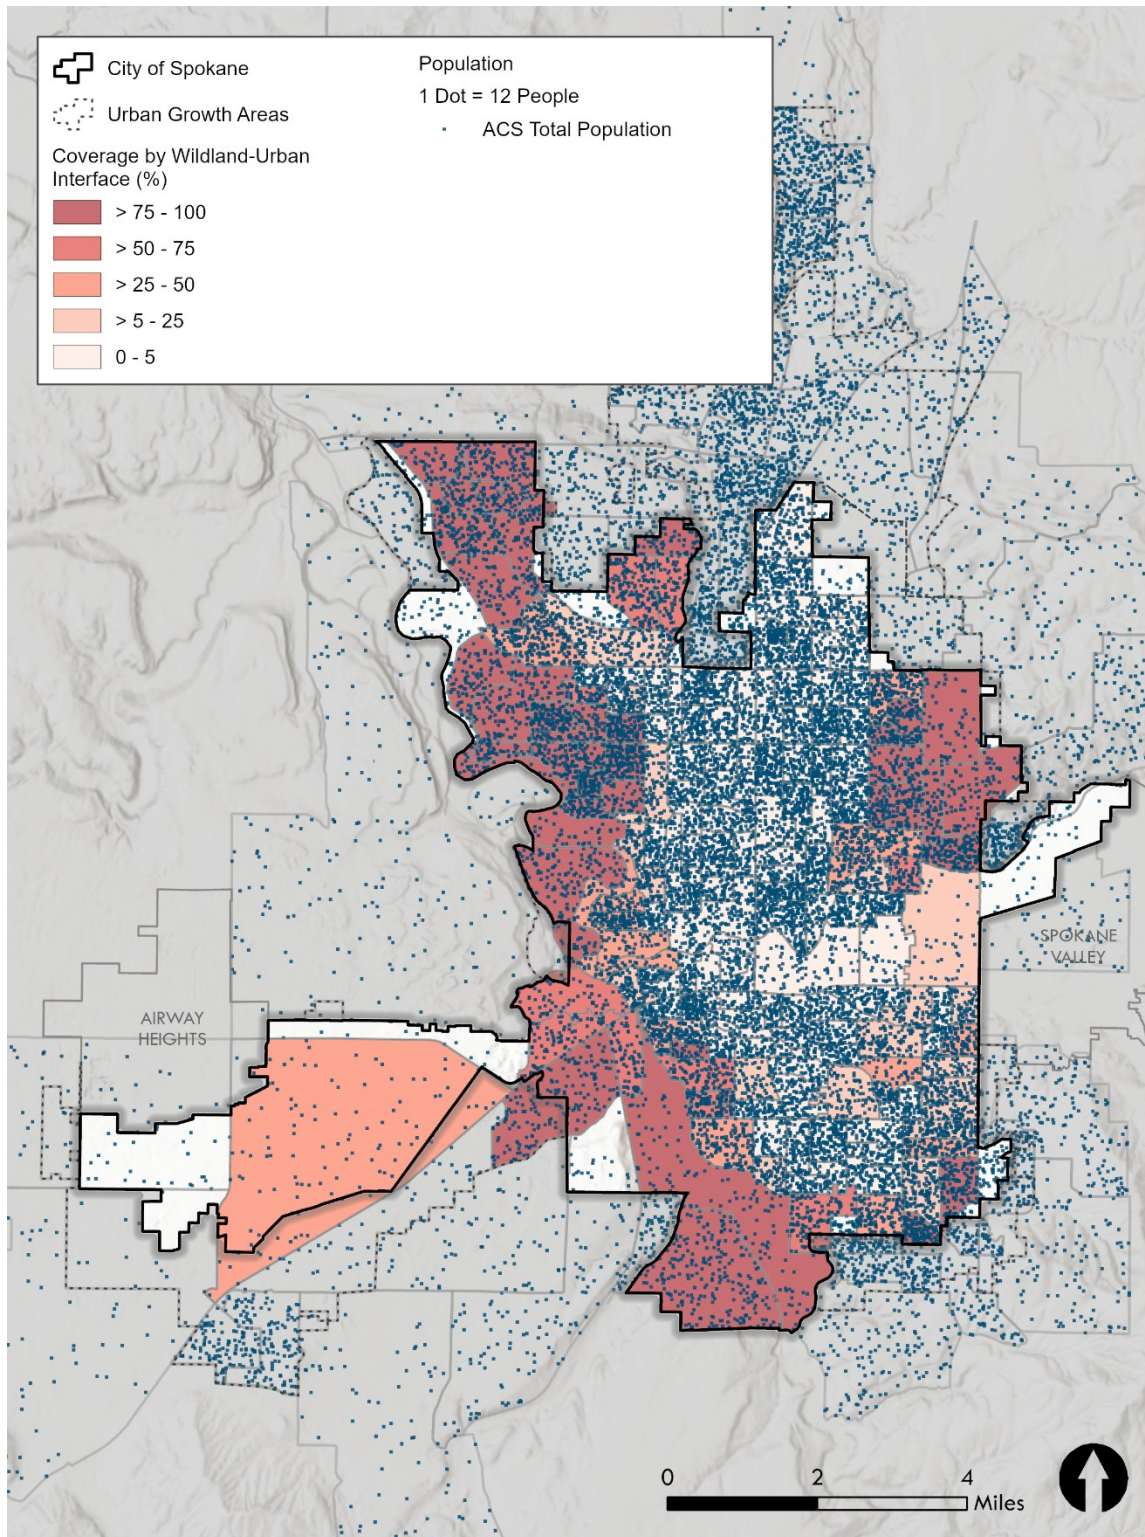 City of Spokane
Urban Growth Areas
Coverage by Wildland-Urban
Interface (%)
> 75 - 100
> 50 - 75
> 25 - 50
> 5 - 25
0 - 5
Population
1 Dot = 12 People
ACS Total Population
SPOKANE
VALLEY
AIRWAY
HEIGHTS
0 2 4
Miles